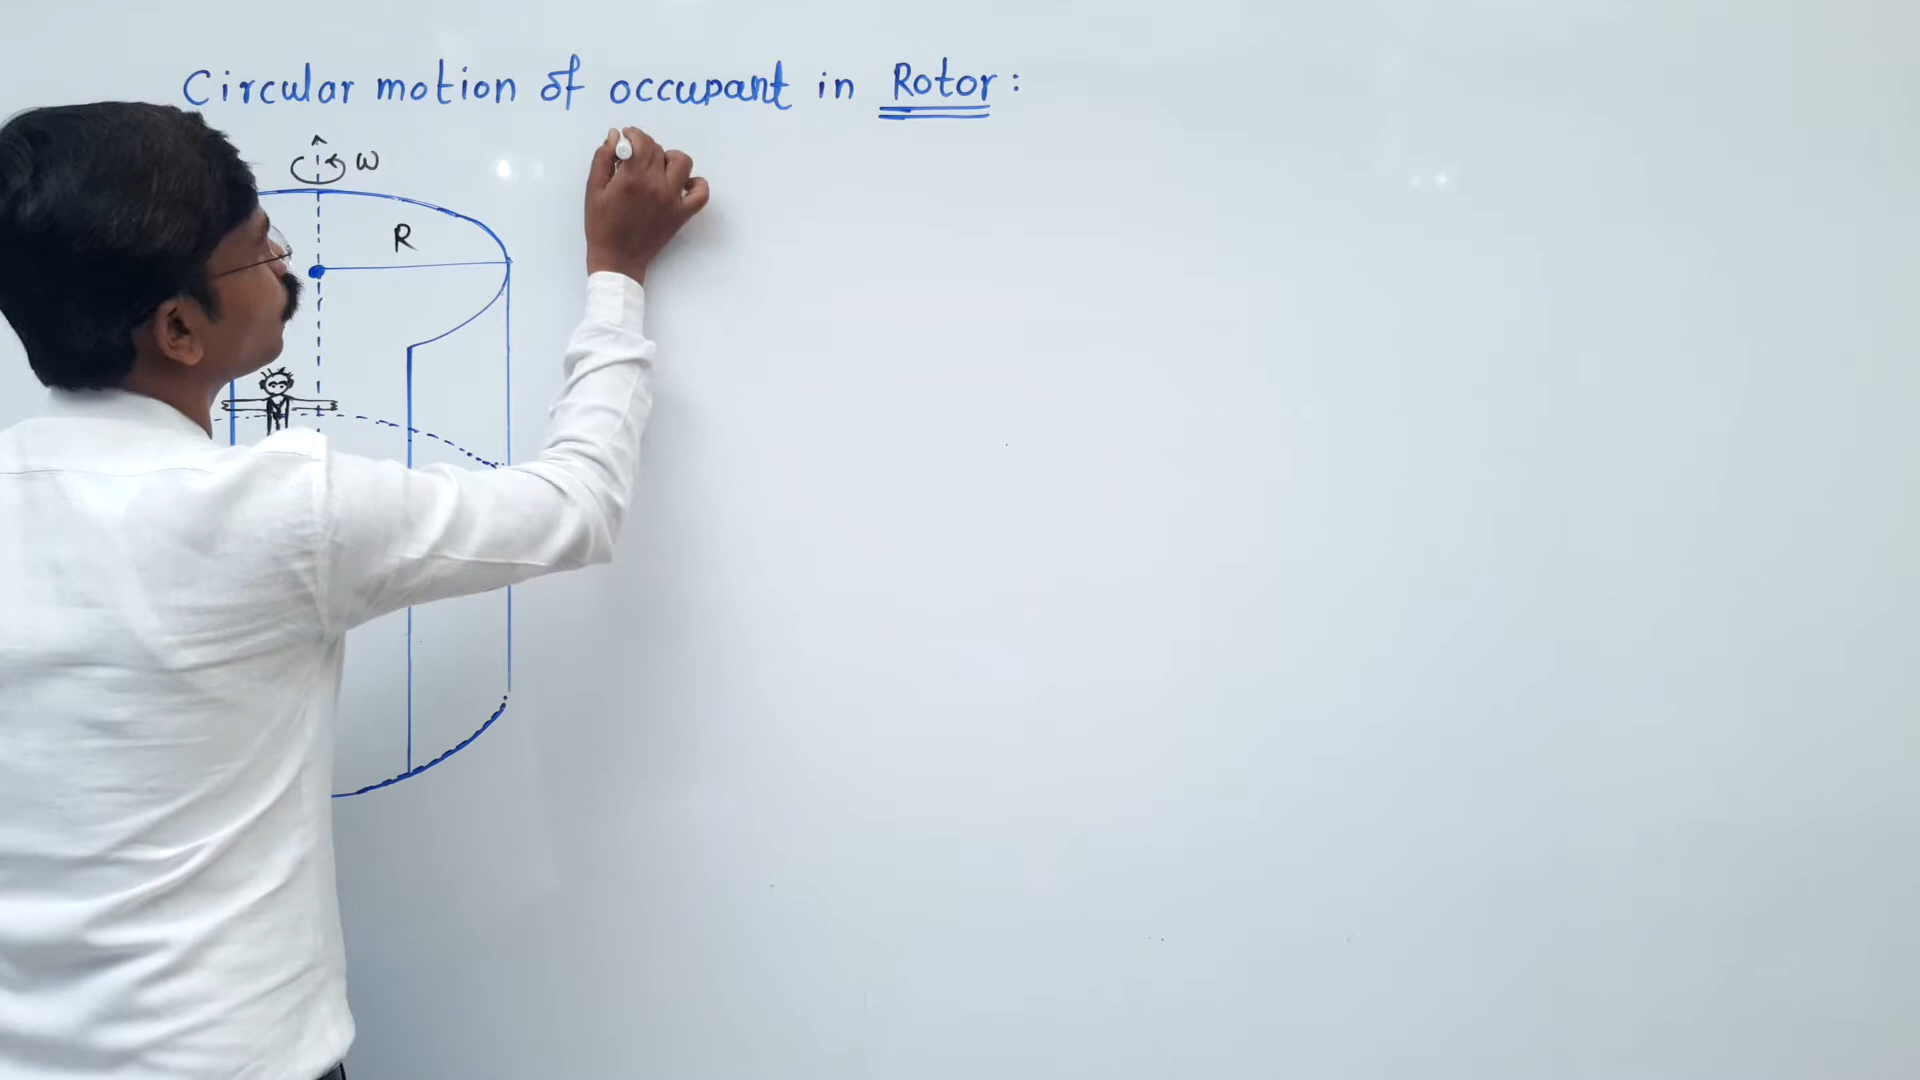 Circular motion of occupant in Rotor:
ω
R